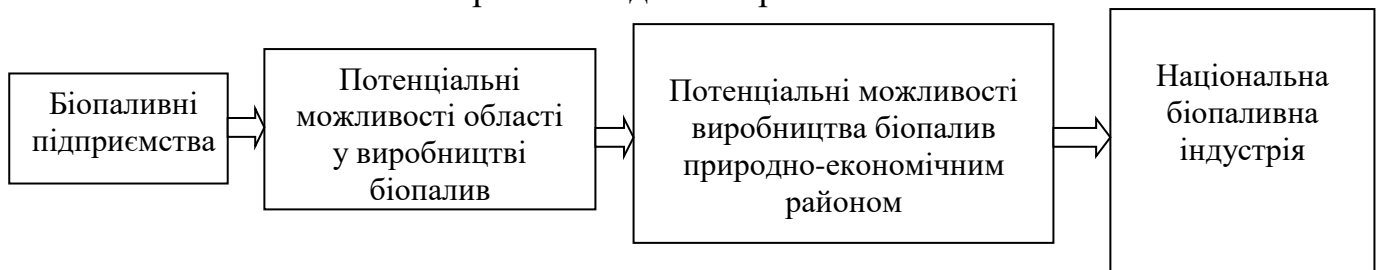 Біопаливні
підприємства
Потенціальні
можливості області
у виробництві
біопалив
Потенціальні можливості
виробництва біопалив
природно-економічним
районом
Національна
біопаливна
індустрія